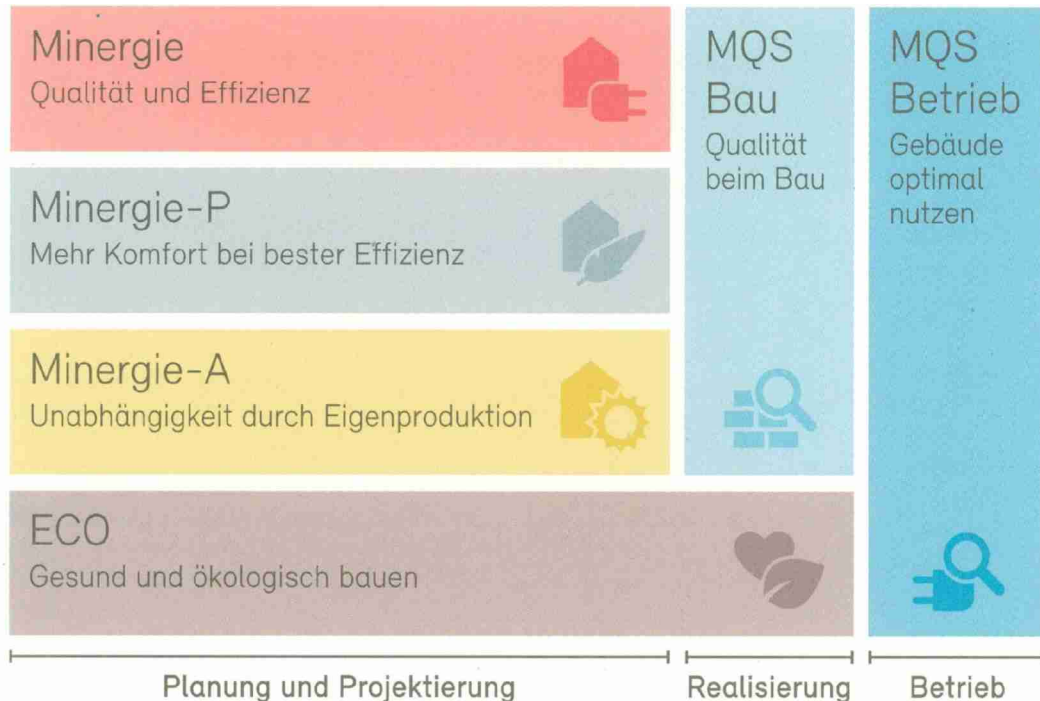 Minergie
Qualität und Effizienz
Minergie-P
Mehr Komfort bei bester Effizienz
Minergie-A
Unabhängigkeit durch Eigenproduktion
ECO
Gesund und ökologisch bauen
MQS
Bau
Qualität
beim Bau
MQS
Betrieb
Gebäude
optimal
nutzen
Planung und Projektierung
Realisierung
Betrieb